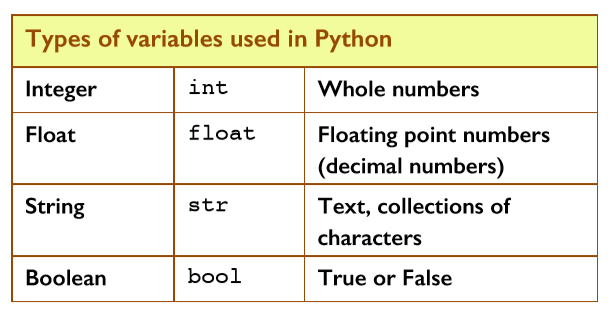 Types of variables used in Python
Integer int Whole numbers
Float float Floating point numbers
(decimal numbers)
String str Text, collections of
characters
Boolean bool True or False